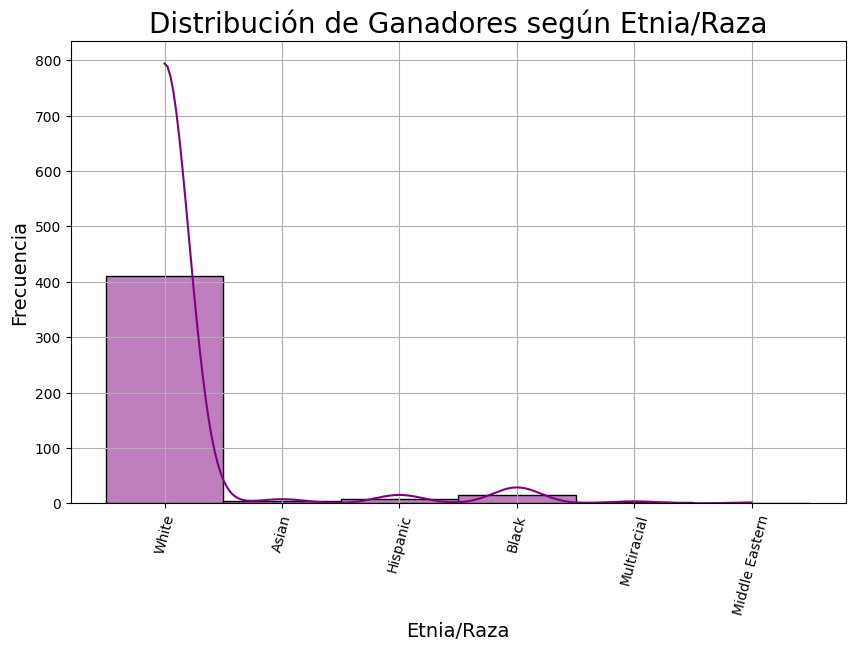 Distribución de Ganadores según Etnia/Raza
Frecuencia
800
700
600
500
400
300
200
100
0
White
Asian
Hispanic
Black
Multiracial
Middle Eastern
Etnia/Raza